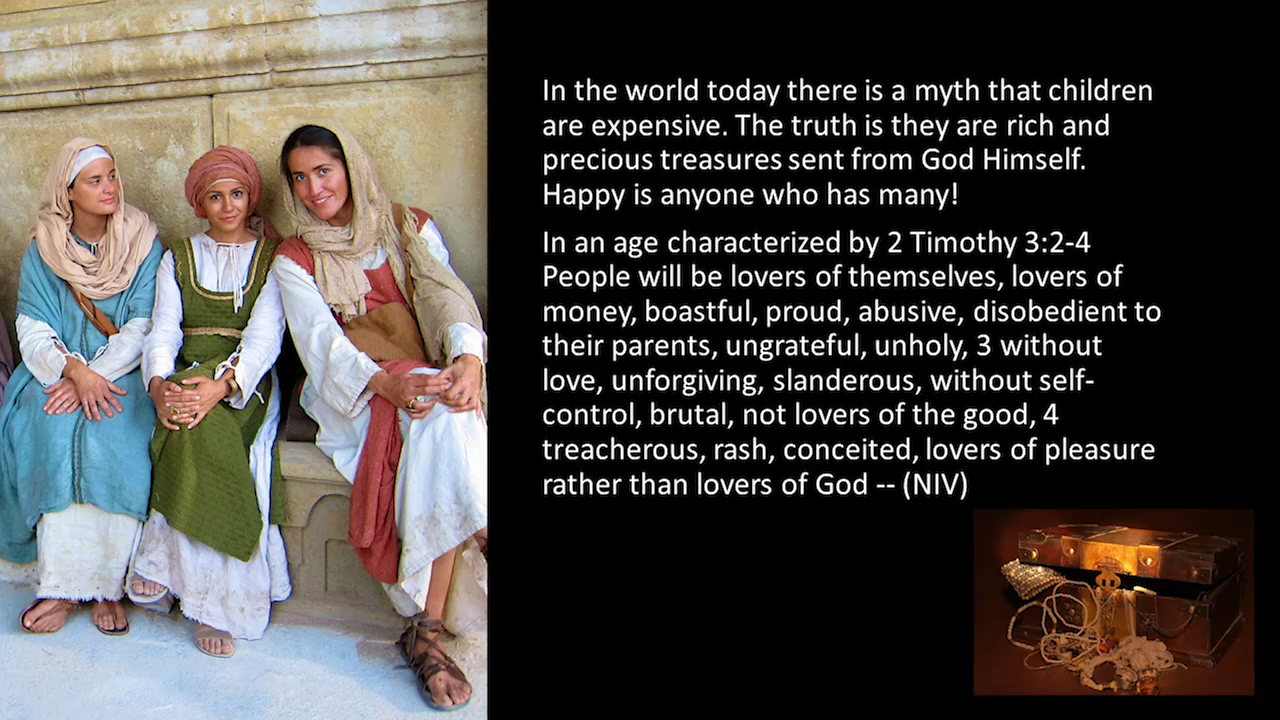 In the world today there is a myth that children
are expensive. The truth is they are rich and
precious treasures sent from God Himself.
Happy is anyone who has many!
In an age characterized by 2 Timothy 3:2-4
People will be lovers of themselves, lovers of
money, boastful, proud, abusive, disobedient to
their parents, ungrateful, unholy, 3 without
love, unforgiving, slanderous, without self-
control, brutal, not lovers of the good, 4
treacherous, rash, conceited, lovers of pleasure
rather than lovers of God -- (NIV)